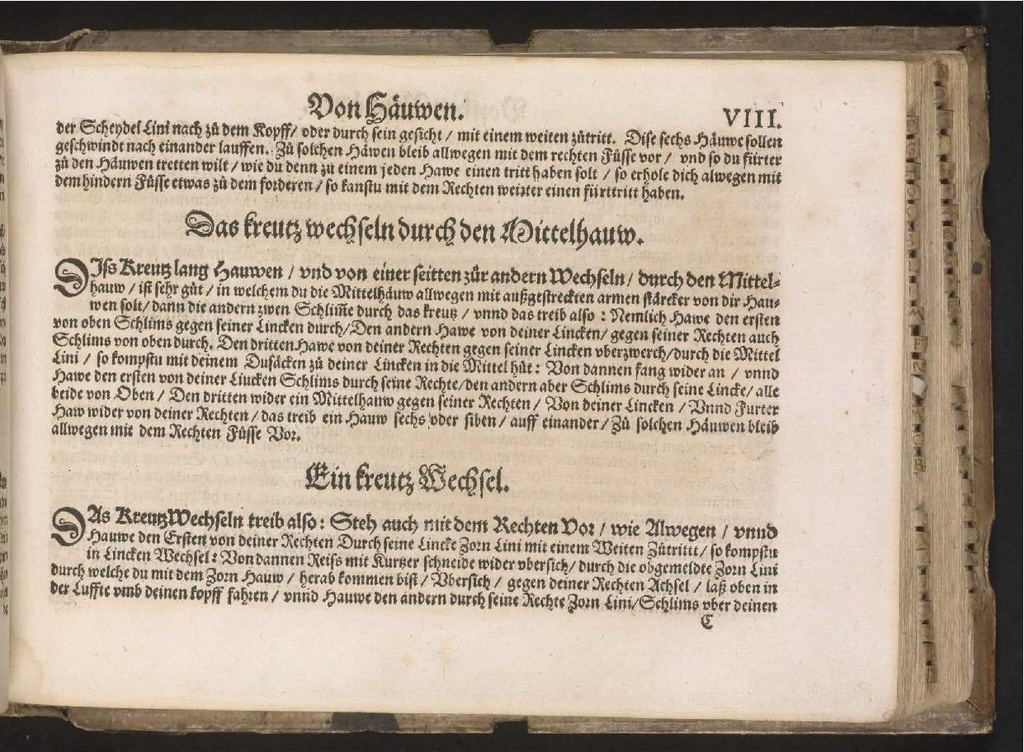 Von Häuwen.
VIII.
der Scheydel Lini nach zů dem Kopff/ oder durch sein gesicht/ mit einem weiten zůtritt. Dise sechs Häuwe sollen
geschwindt nach einander lauffen. Zů solchen Häwen bleib allwegen mit dem rechten Fůsse vor/ vnd so du fürter
zů den Häuwen tretten wilt/ wie du denn zu einem jeden Hawe einen tritt haben solt/ so erhole dich alwegen mit
dem hindern Fůsse etwas zů dem forderen/ so kanstu mit dem Rechten weitter einen fürttritt haben.
Das kreutz wechseln durch den Mittelhauw.
DIss Kreutz lang Hauwen/ vnd von einer seitten zůr andern Wechseln/ durch den Mittel-
hauw/ ist sehr gůt/ in welchem du die Mittelhäuw allwegen mit außgestreckten armen stärcker von dir Hau-
wen solt/ dann die andern zwen Schlimme durch das kreutz/ vnnd das treib also: Nemlich Hawe den ersten
von oben Schlims gegen seiner Lincken durch/ Den andern Hawe von deiner Lincken/ gegen seiner Rechten auch
Schlims von oben durch. Den dritten Hawe von deiner Rechten gegen seiner Lincken vberzwerch/ durch die Mittel
Lini/ so kompstu mit deinem Dusäcken zů deiner Lincken in die Mittel hůt: Von dannen fang wider an/ vnnd
Hawe den ersten von deiner Liucken Schlims durch seine Rechte/ den andern aber Schlims durch seine Lincke/ alle
beide von Oben/ Den dritten wider ein Mittelhauw gegen seiner Rechten/ Von deiner Lincken/ Vnnd Furter
Haw wider von deiner Rechten/ das treib ein Hauw sechs oder siben/ auff einander/ Zů solchen Häuwen bleib
allwegen mit dem Rechten Fůsse Vor.
Ein kreutz Wechsel.
DAs Kreutz Wechseln treib also: Steh auch mit dem Rechten Vor/ wie Alwegen/ vnnd
Hauwe den Ersten von deiner Rechten Durch seine Lincke Zorn Lini mit einem Weiten Zůtritt/ so kompstu
in Lincken Wechsel: Von dannen Reiss mit Kurtzer schneide wider vbersich/ durch die obgemeldte Zorn Lini
durch welche du mit dem Zorn Hauw/ herab kommen bist/ Vbersich/ gegen deiner Rechten Achsel/ laß oben in
der Luffte vmb deinen kopff fahren/ vnnd Hauwe den andern durch seine Rechte Zorn Lini/ Schlims vber deinen
C